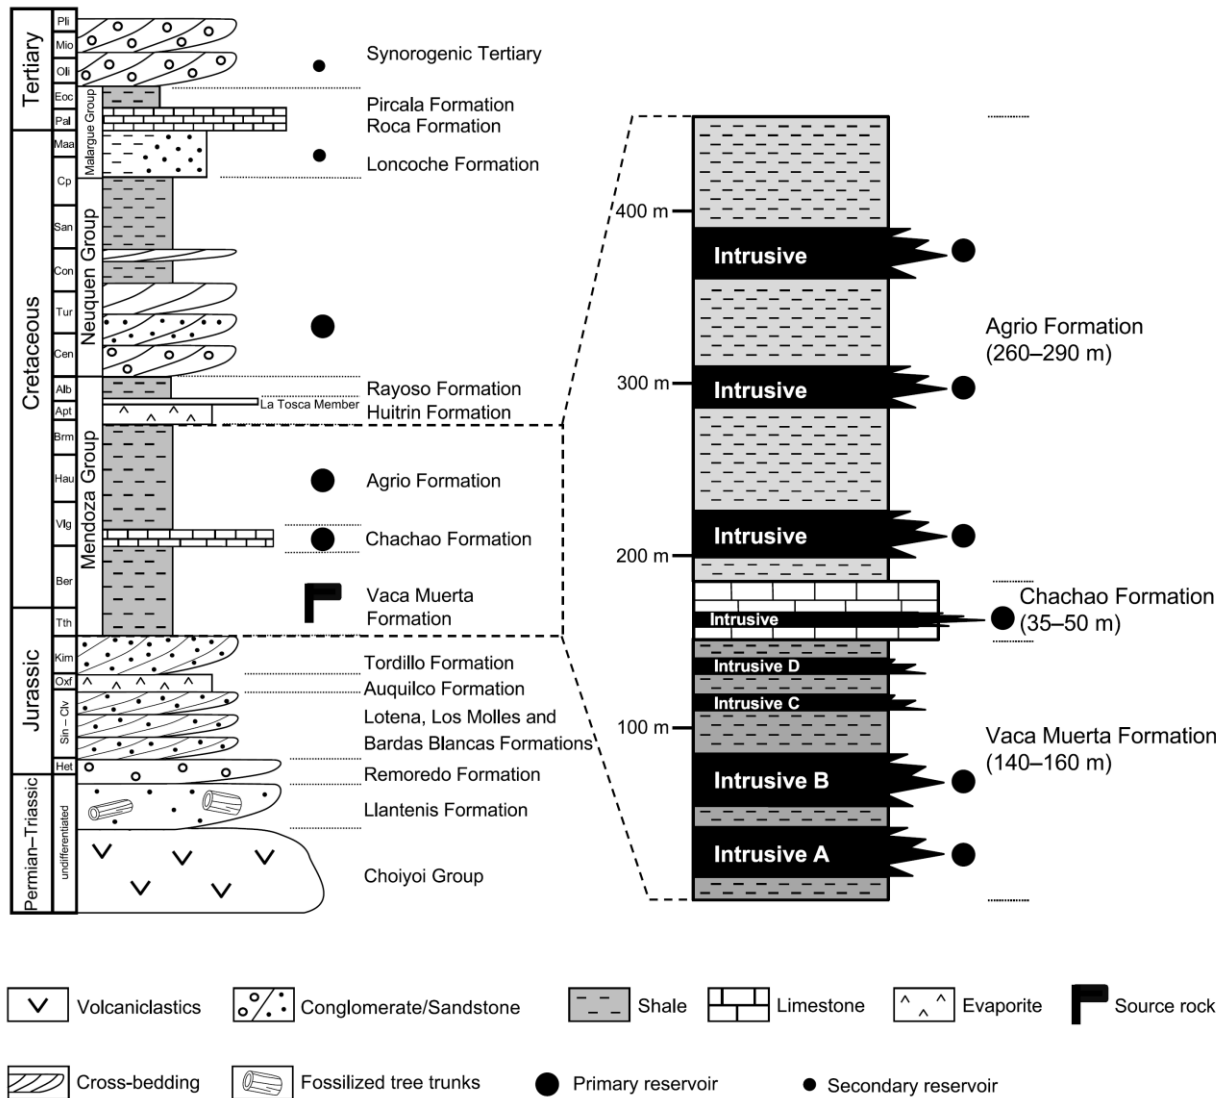 Tertiary
Cretaceous
Jurassic
Permian–Triassic
Pli
Mio
Oli
Eoc
Pal
Maa
Cp
San
Con
Tur
Cen
Alb
Apt
Brm
Hau
Vlg
Ber
Tth
Kim
Oxf
Sin – Clv
Het
undifferentiated
Malargue Group
Neuquen Group
Mendoza Group
Synorogenic Tertiary
Pircala Formation
Roca Formation
Loncoche Formation
Rayoso Formation
La Tosca Member
Huitrin Formation
Agrio Formation
Chachao Formation
Vaca Muerta
Formation
Tordillo Formation
Auquilco Formation
Lotena, Los Molles and
Bardas Blancas Formations
Remoredo Formation
Llantenis Formation
Choiyoi Group
400 m
300 m
200 m
100 m
Intrusive
Intrusive
Intrusive
Intrusive
Intrusive D
Intrusive C
Intrusive B
Intrusive A
Agrio Formation
(260–290 m)
Chachao Formation
(35–50 m)
Vaca Muerta Formation
(140–160 m)
Volcaniclastics
Conglomerate/Sandstone
Shale
Limestone
Evaporite
Source rock
Cross-bedding
Fossilized tree trunks
Primary reservoir
Secondary reservoir